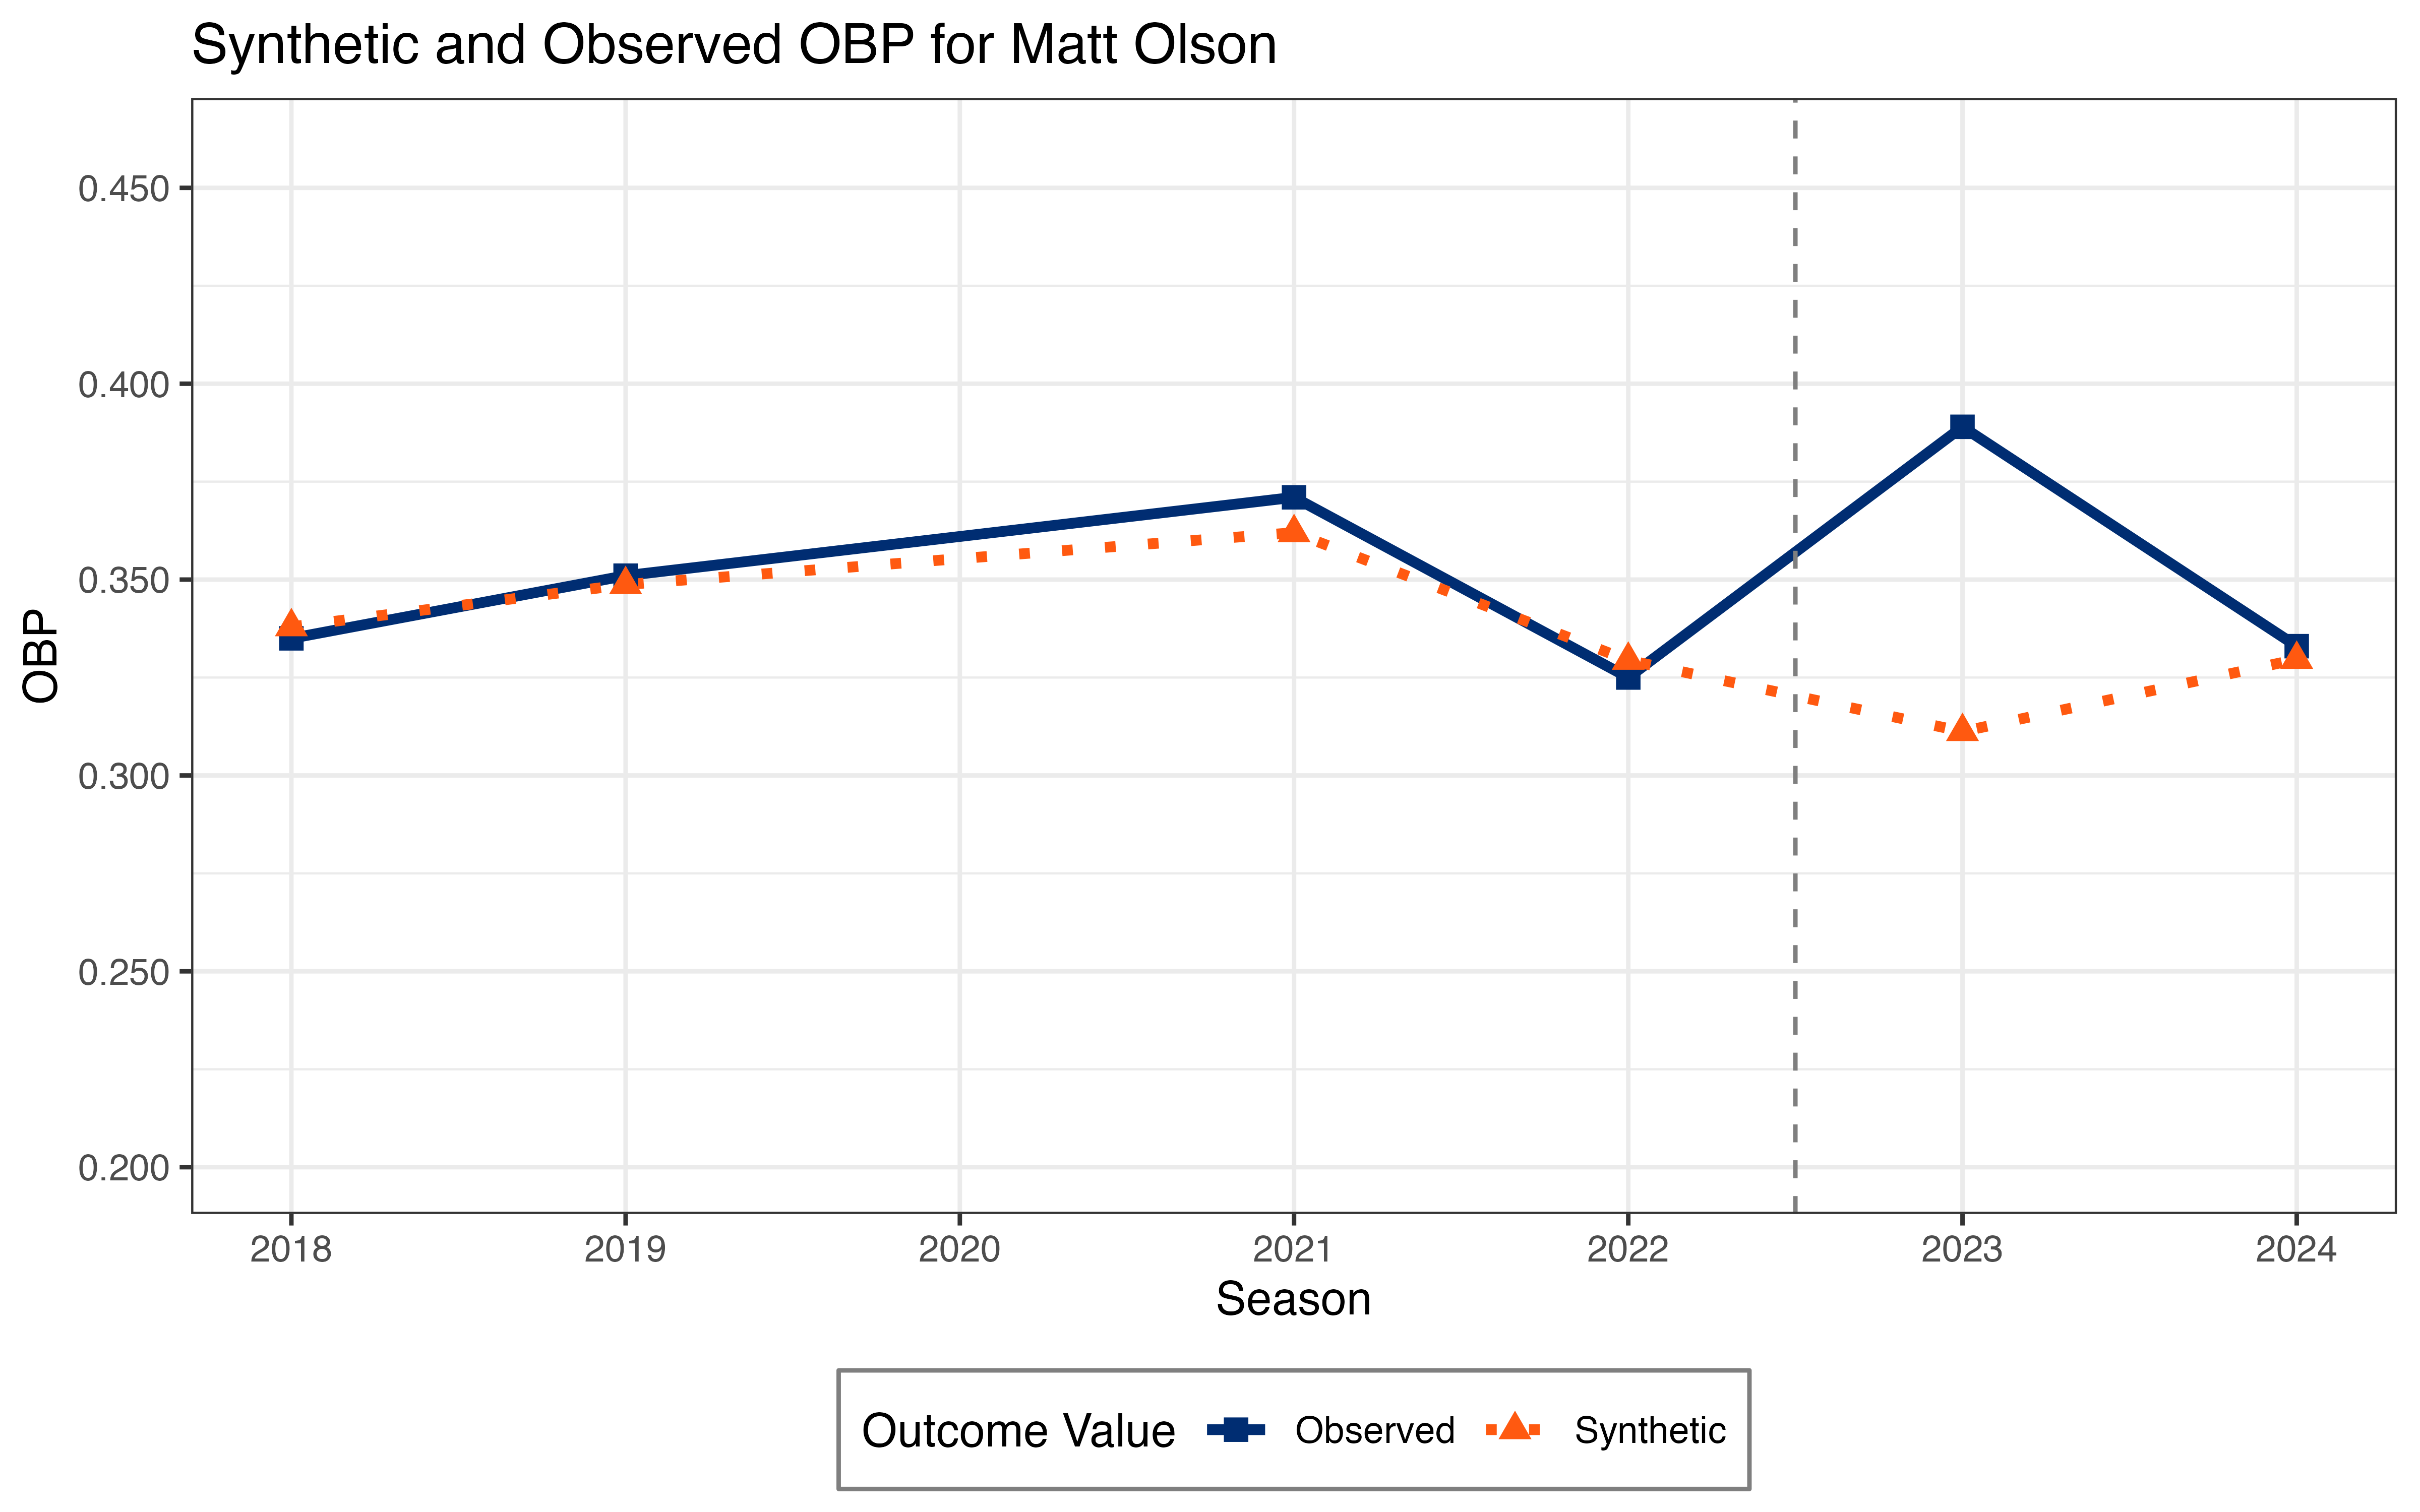 Synthetic and Observed OBP for Matt Olson
OBP
0.450
0.400
0.350
0.300
0.250
0.200
2018 2019 2020 2021 2022 2023 2024
Season
Outcome Value Observed Synthetic